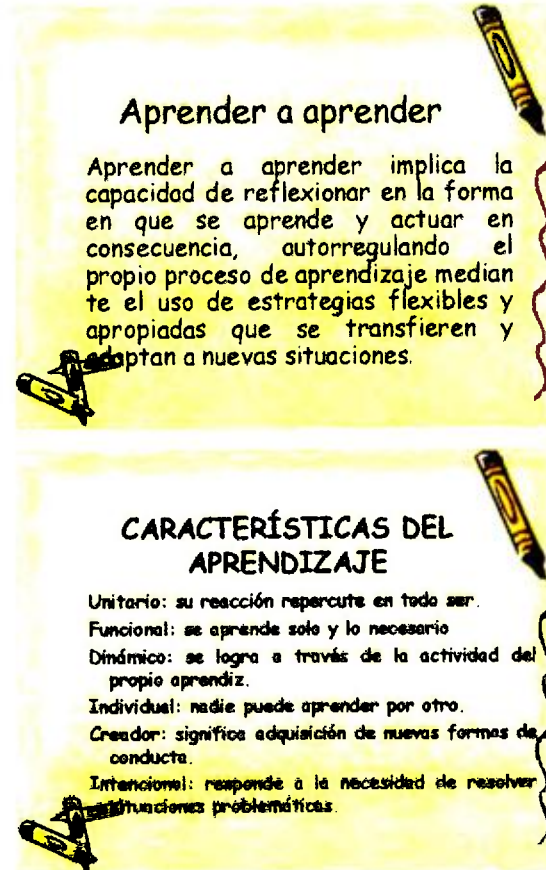 Aprender a aprender
Aprender a aprender implica la
capacidad de reflexionar en la forma
en que se aprende y actuar en
consecuencia, autorregulando el
propio proceso de aprendizaje median
te el uso de estrategias flexibles y
apropiadas que se transfieren y
adaptan a nuevas situaciones.
CARACTERÍSTICAS DEL
APRENDIZAJE
Unitario: su reacción repercute en todo ser.
Funcional: se aprende solo y lo necesario
Dinámico: se logra a través de la actividad del
propio aprendiz.
Individual: nadie puede aprender por otro.
Creador: significa adquisición de nuevas formas de
conducta.
Intencional: responde a la necesidad de resolver
situaciones problemáticas.